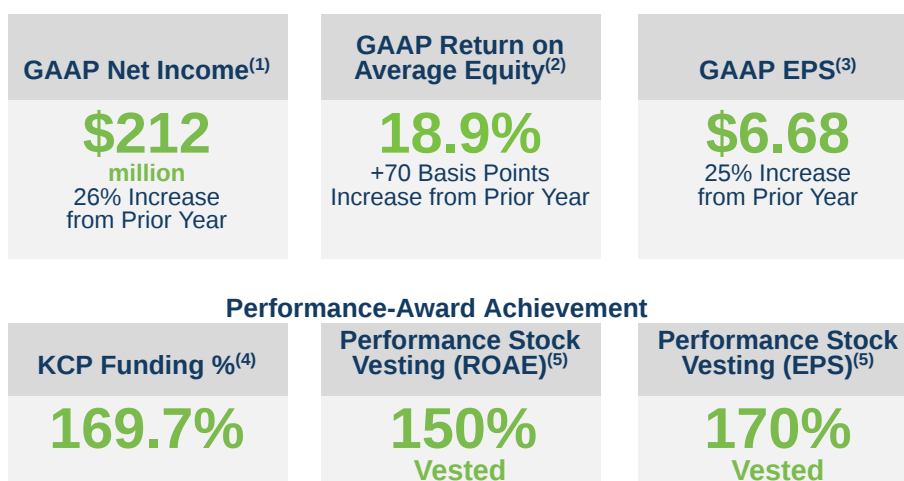 GAAP Net Income(1)
$212
million
26% Increase
from Prior Year
GAAP Return on
Average Equity(2)
18.9%
+70 Basis Points
Increase from Prior Year
GAAP EPS(3)
$6.68
25% Increase
from Prior Year
Performance-Award Achievement
KCP Funding %(4)
169.7%
Performance Stock
Vesting (ROAE)(5)
150%
Vested
Performance Stock
Vesting (EPS)(5)
170%
Vested